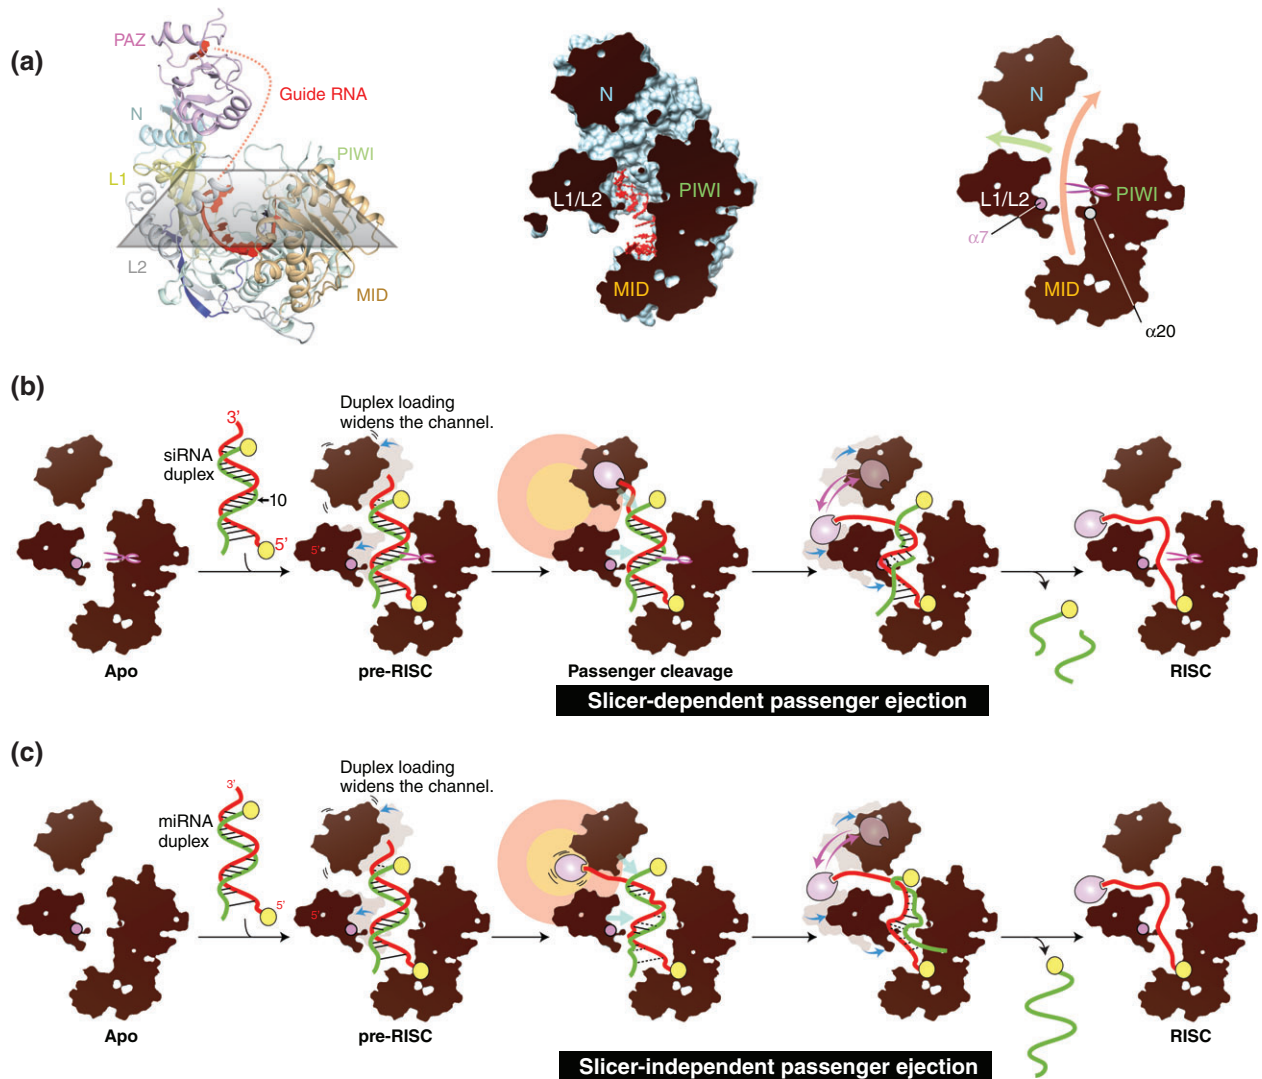 (a)
PAZ
Guide RNA
N
PIWI
L1
L2
MID
N
L1/L2
PIWI
MID
N
L1/L2
PIWI
α7
MID
α20
(b)
siRNA
duplex
3’
10
5’
Duplex loading
widens the channel.
5’
Apo
pre-RISC
Passenger cleavage
RISC
Slicer-dependent passenger ejection
(c)
miRNA
duplex
3’
5’
Duplex loading
widens the channel.
5’
Apo
pre-RISC
RISC
Slicer-independent passenger ejection